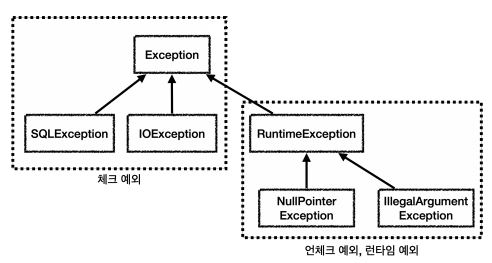 Exception
SQLException
IOException
RuntimeException
체크 예외
NullPointer
Exception
IllegalArgument
Exception
언체크 예외, 런타임 예외